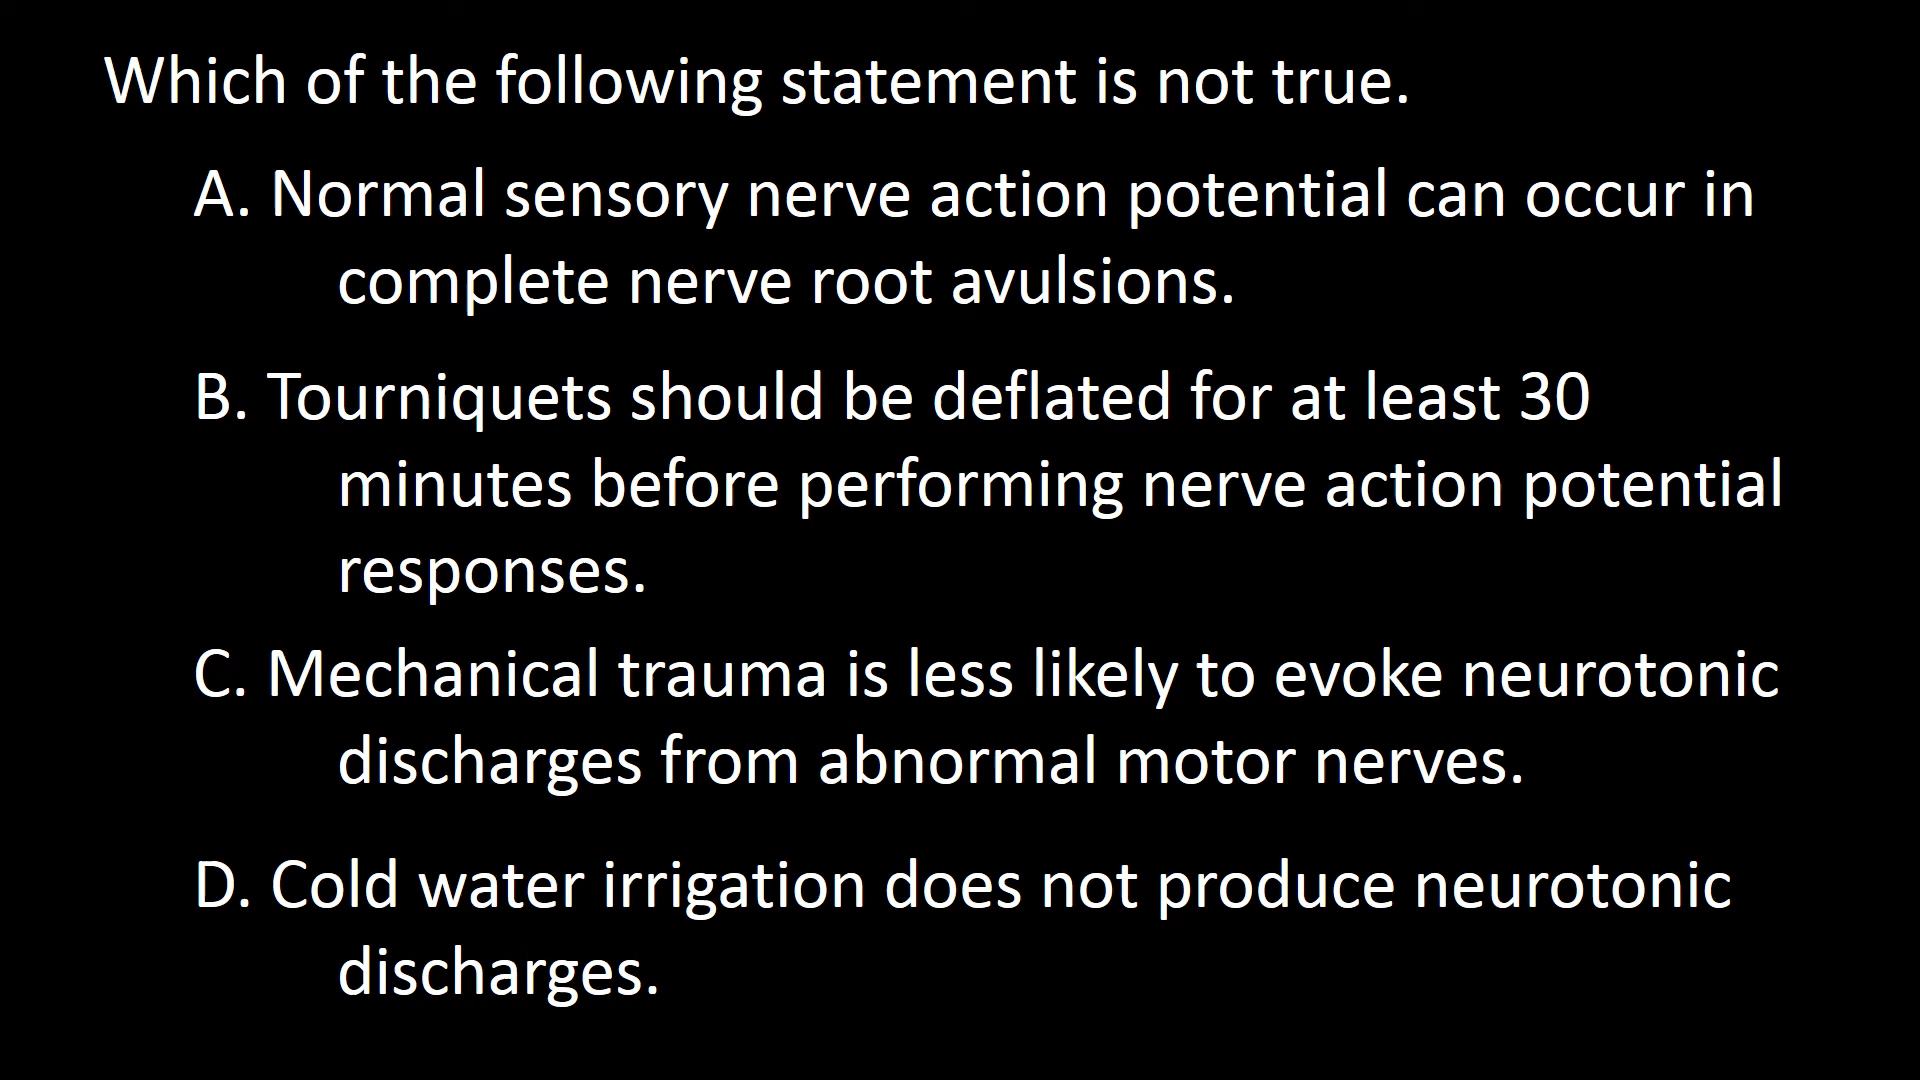 Which of the following statement is not true.
A. Normal sensory nerve action potential can occur in
complete nerve root avulsions.
B. Tourniquets should be deflated for at least 30
minutes before performing nerve action potential
responses.
C. Mechanical trauma is less likely to evoke neurotonic
discharges from abnormal motor nerves.
D. Cold water irrigation does not produce neurotonic
discharges.